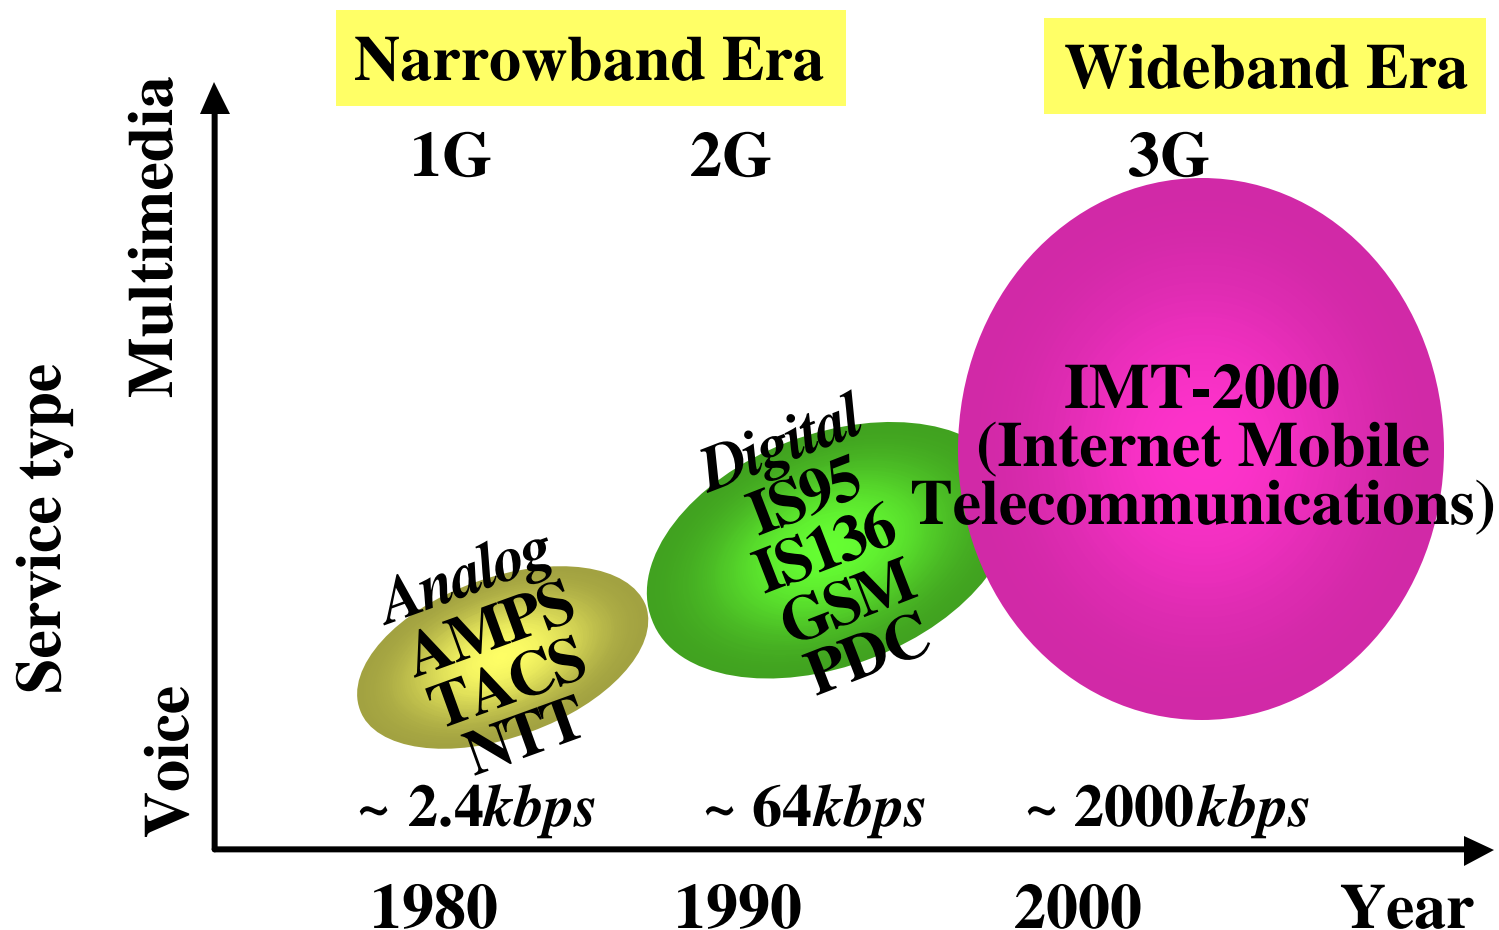 Narrowband Era
Wideband Era
1G
2G
3G
Multimedia
Service type
Voice
Analog
AMPS
TACS
NTT
Digital
IS95
IS136
GSM
PDC
IMT-2000
(Internet Mobile
Telecommunications)
~ 2.4kbps
~ 64kbps
~ 2000kbps
1980
1990
2000
Year